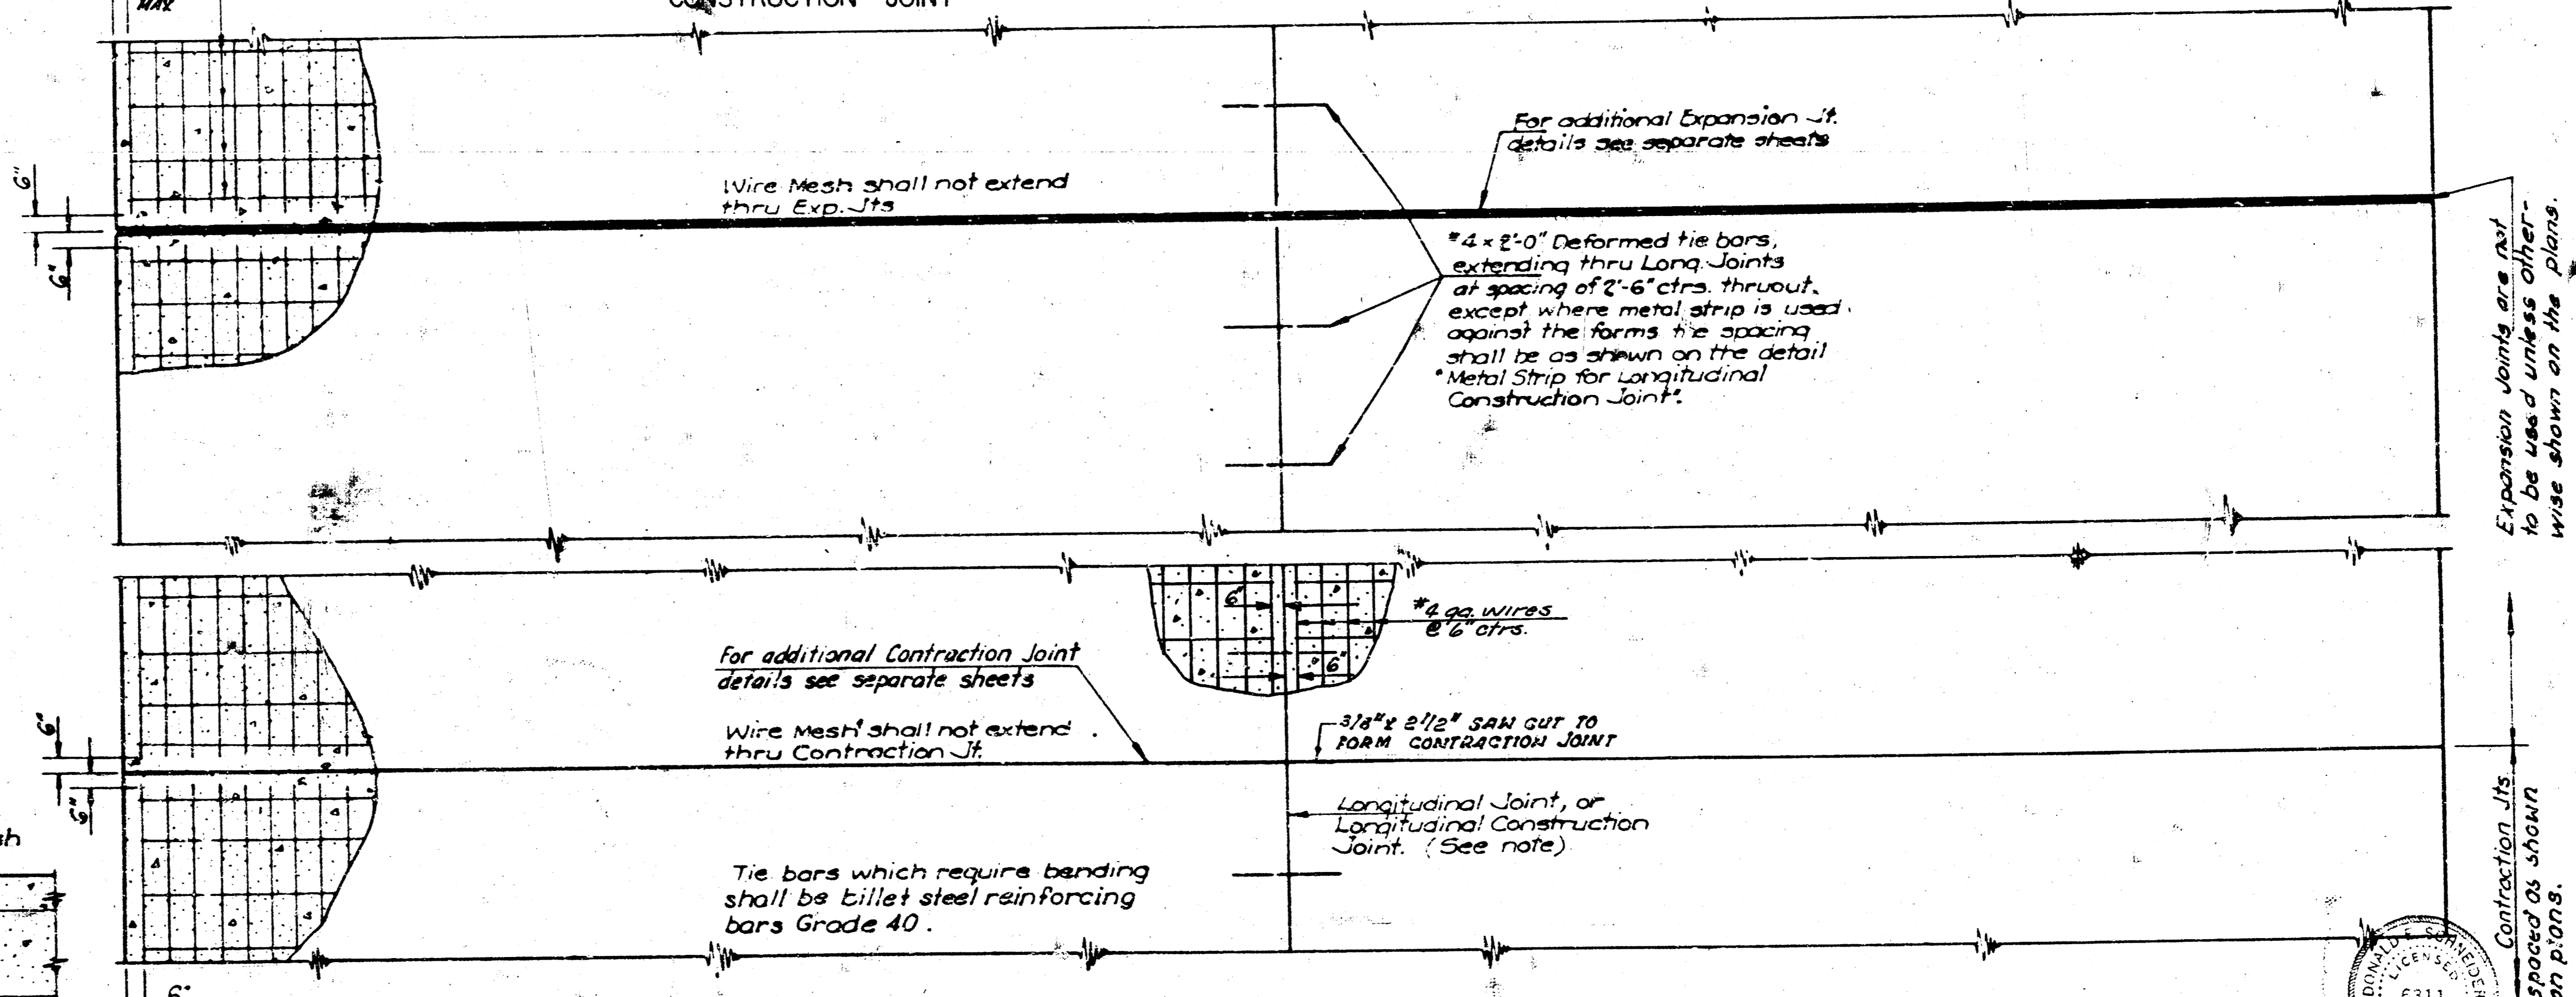 MAX
CONSTRUCTION JOINT
6"
6"
Wire Mesh shall not extend
thru Exp. Jts
For additional Expansion Jt.
details see separate sheets
#4 x 2'-0" Deformed tie bars,
extending thru Long. Joints
at spacing of 2'-6" ctrs. thruout.
except where metal strip is used
against the forms the spacing
shall be as shown on the detail
"Metal Strip for Longitudinal
Construction Joint".
Expansion Joints are not
to be used unless other-
wise shown on the plans.
6"
#4 ga. wires
@ 6" ctrs.
6"
For additional Contraction Joint
details see separate sheets
Wire Mesh shall not extend
thru Contraction Jt.
3/8" x 2 1/2" SAW CUT TO
FORM CONTRACTION JOINT
6"
6"
Longitudinal Joint, or
Longitudinal Construction
Joint. (See note)
Tie bars which require bending
shall be billet steel reinforcing
bars Grade 40.
Contraction Jts
spaced as shown
on plans.
6"
DONALD E. SCHNEIDER
LICENSED
6311